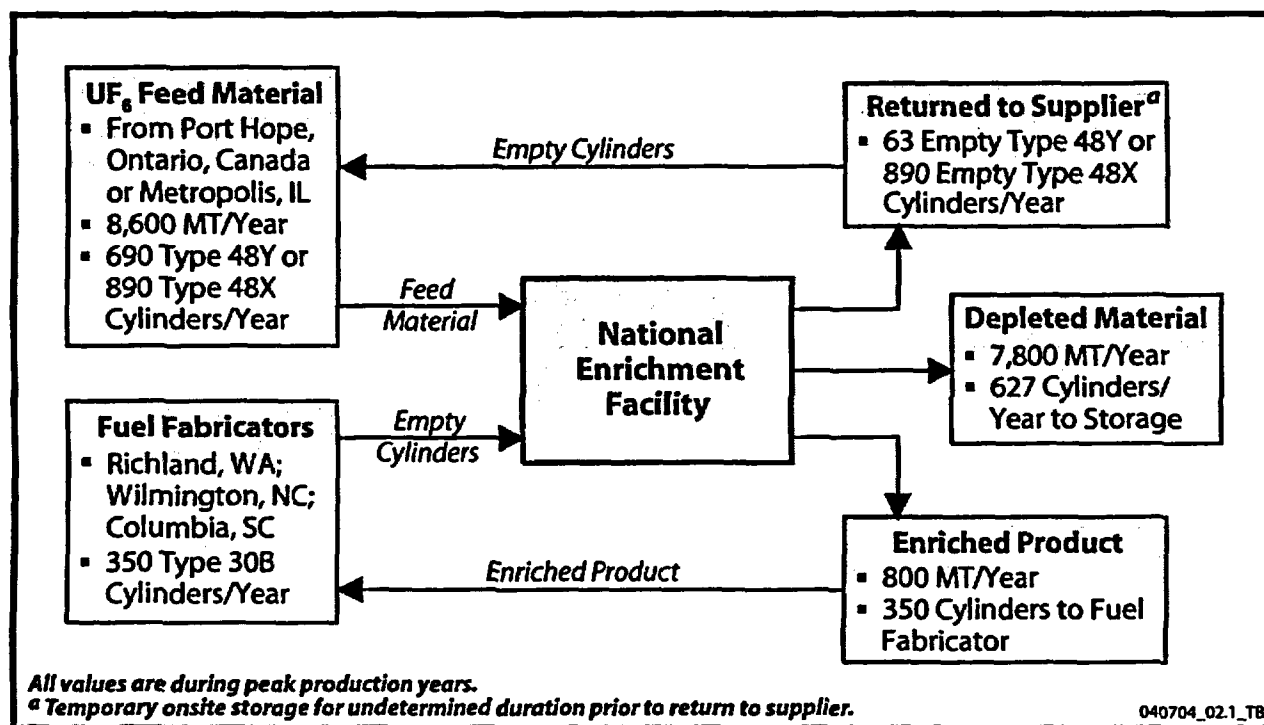 UF₆ Feed Material
▪ From Port Hope,
Ontario, Canada
or Metropolis, IL
▪ 8,600 MT/Year
▪ 690 Type 48Y or
890 Type 48X
Cylinders/Year
Empty Cylinders
Returned to Supplierᵃ
▪ 63 Empty Type 48Y or
890 Empty Type 48X
Cylinders/Year
Feed
Material
National
Enrichment
Facility
Depleted Material
▪ 7,800 MT/Year
▪ 627 Cylinders/
Year to Storage
Fuel Fabricators
▪ Richland, WA;
Wilmington, NC;
Columbia, SC
▪ 350 Type 30B
Cylinders/Year
Empty
Cylinders
Enriched Product
Enriched Product
▪ 800 MT/Year
▪ 350 Cylinders to Fuel
Fabricator
All values are during peak production years.
ᵃ Temporary onsite storage for undetermined duration prior to return to supplier.
040704_02.1_TB